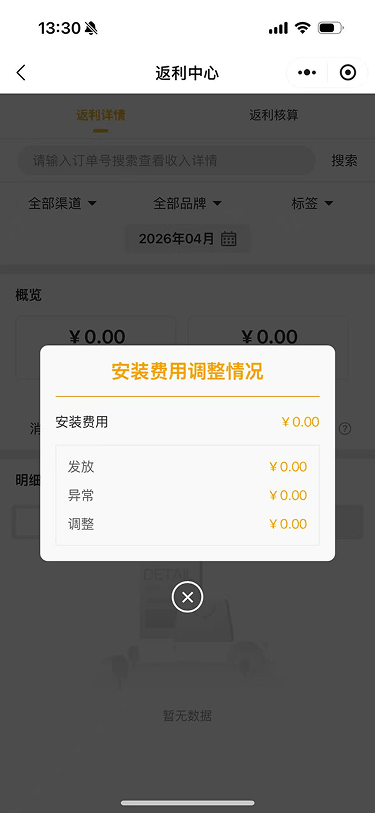 13:30
返利中心
返利详情
返利核算
请输入订单号搜索查看收入详情
搜索
全部渠道
全部品牌
标签
2026年04月
概览
¥0.00
¥0.00
安装费用调整情况
安装费用
¥0.00
消
?
发放
¥0.00
明细
异常
¥0.00
调整
¥0.00
DETAIL
暂无数据